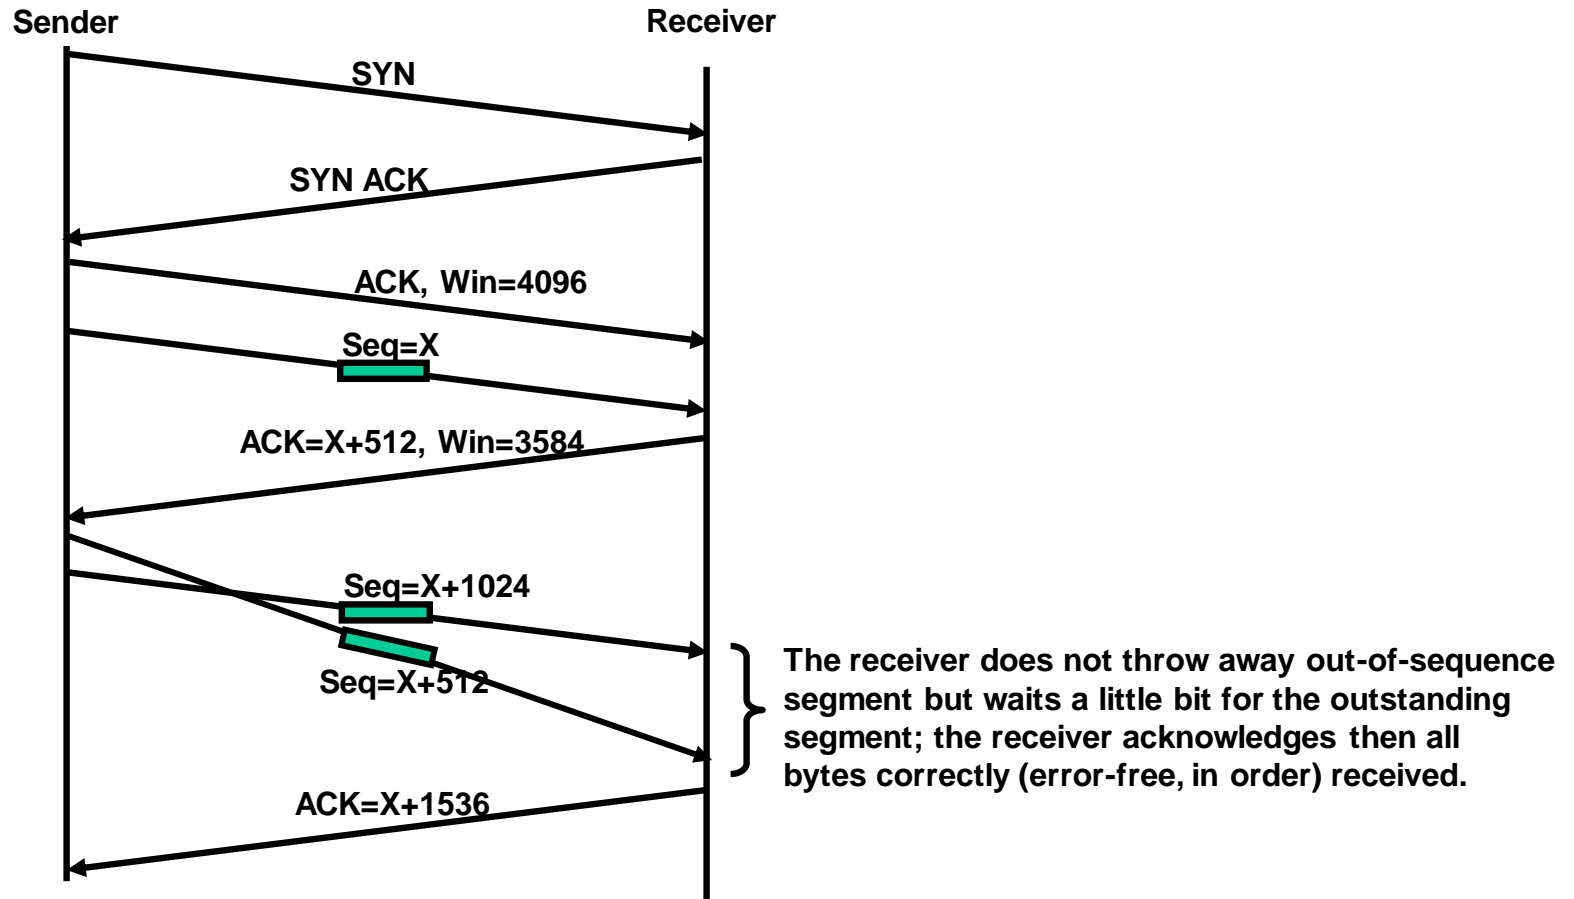 Sender
Receiver
SYN
SYN ACK
ACK, Win=4096
Seq=X
ACK=X+512, Win=3584
Seq=X+1024
Seq=X+512
The receiver does not throw away out-of-sequence
segment but waits a little bit for the outstanding
segment; the receiver acknowledges then all
bytes correctly (error-free, in order) received.
ACK=X+1536